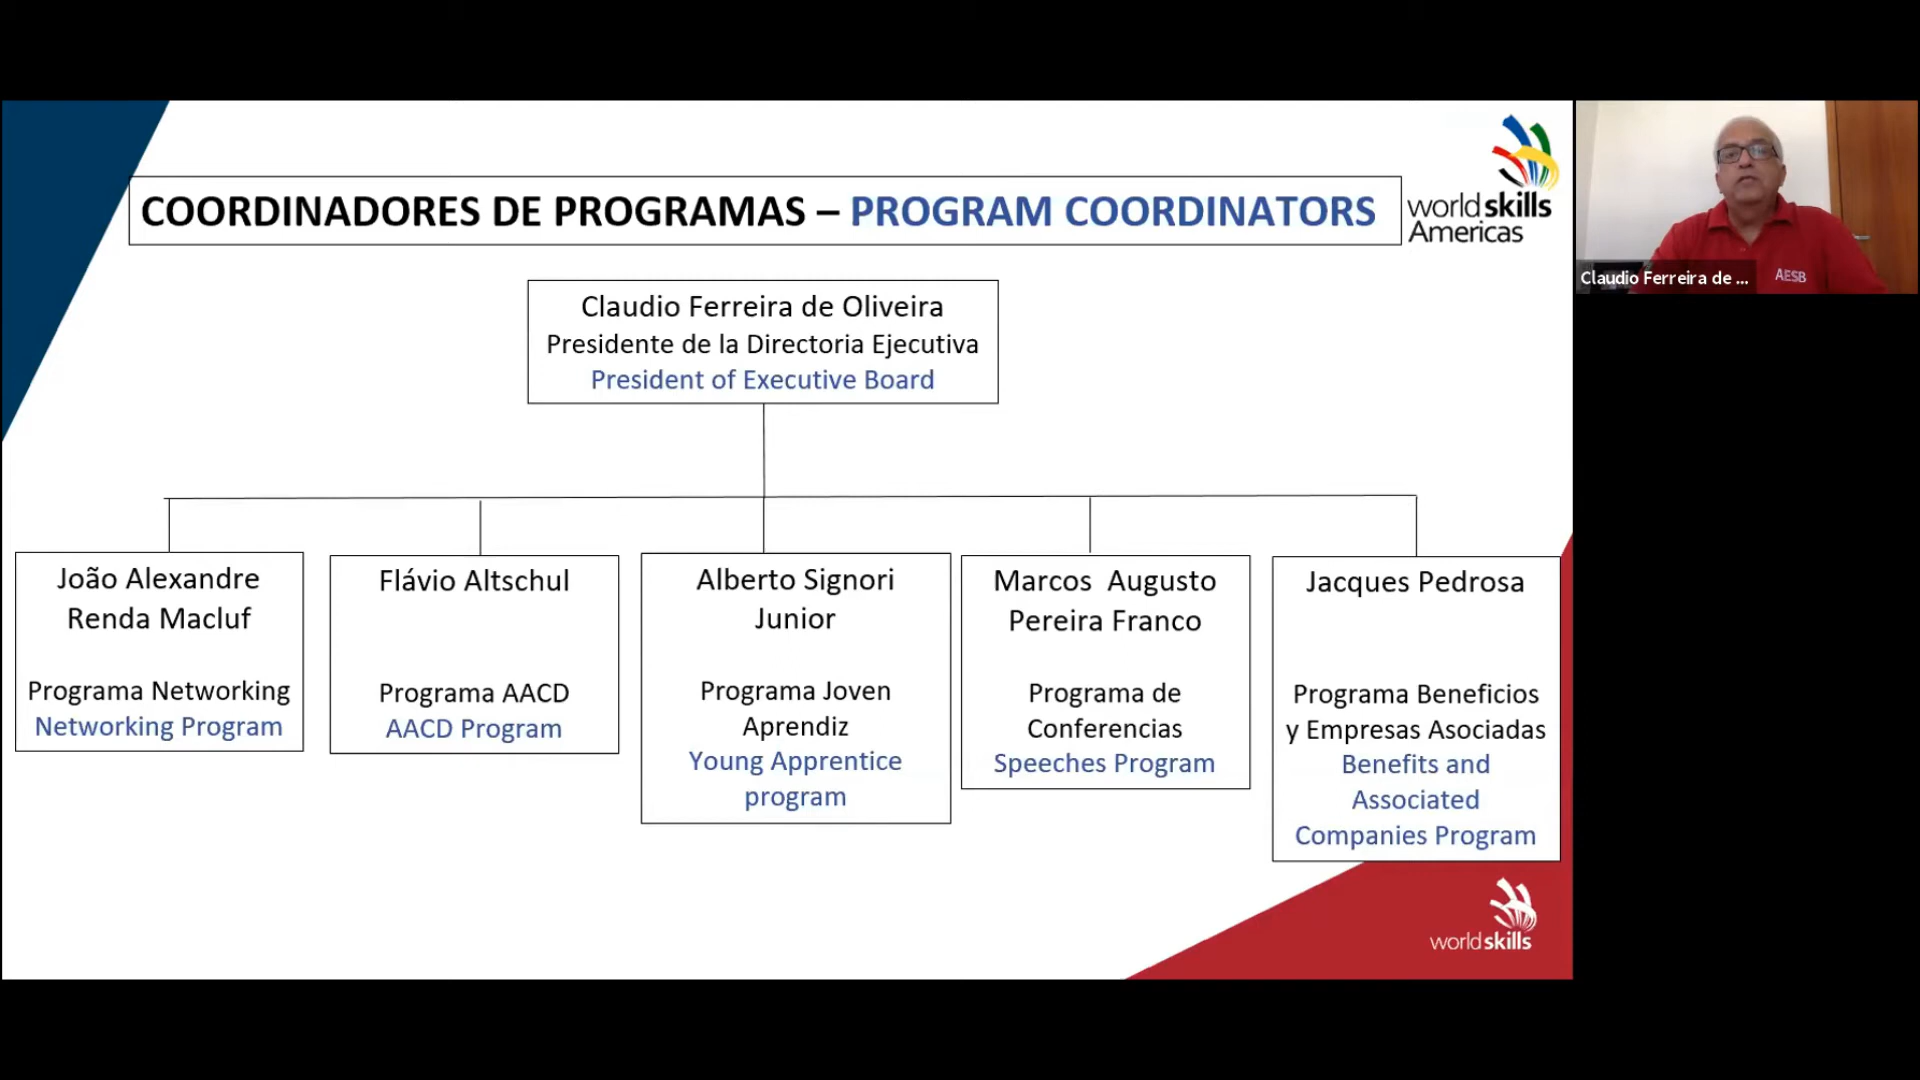 COORDINADORES DE PROGRAMAS – PROGRAM COORDINATORS
worldskills
Americas
Claudio Ferreira de Oliveira
Presidente de la Directoria Ejecutiva
President of Executive Board
João Alexandre
Renda Macluf
Programa Networking
Networking Program
Flávio Altschul
Programa AACD
AACD Program
Alberto Signori
Junior
Programa Joven
Aprendiz
Young Apprentice
program
Marcos  Augusto
Pereira Franco
Programa de
Conferencias
Speeches Program
Jacques Pedrosa
Programa Beneficios
y Empresas Asociadas
Benefits and
Associated
Companies Program
worldskills
Claudio Ferreira de ...
AESB